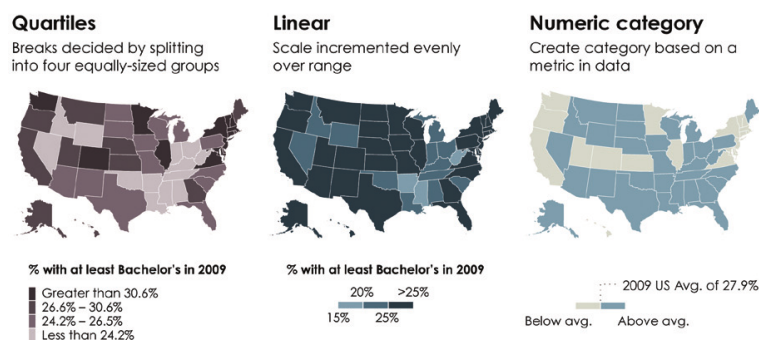 Quartiles
Breaks decided by splitting
into four equally-sized groups
% with at least Bachelor's in 2009
Greater than 30.6%
26.6% – 30.6%
24.2% – 26.5%
Less than 24.2%
Linear
Scale incremented evenly
over range
% with at least Bachelor's in 2009
20% >25%
15% 25%
Numeric category
Create category based on a
metric in data
2009 US Avg. of 27.9%
Below avg. Above avg.